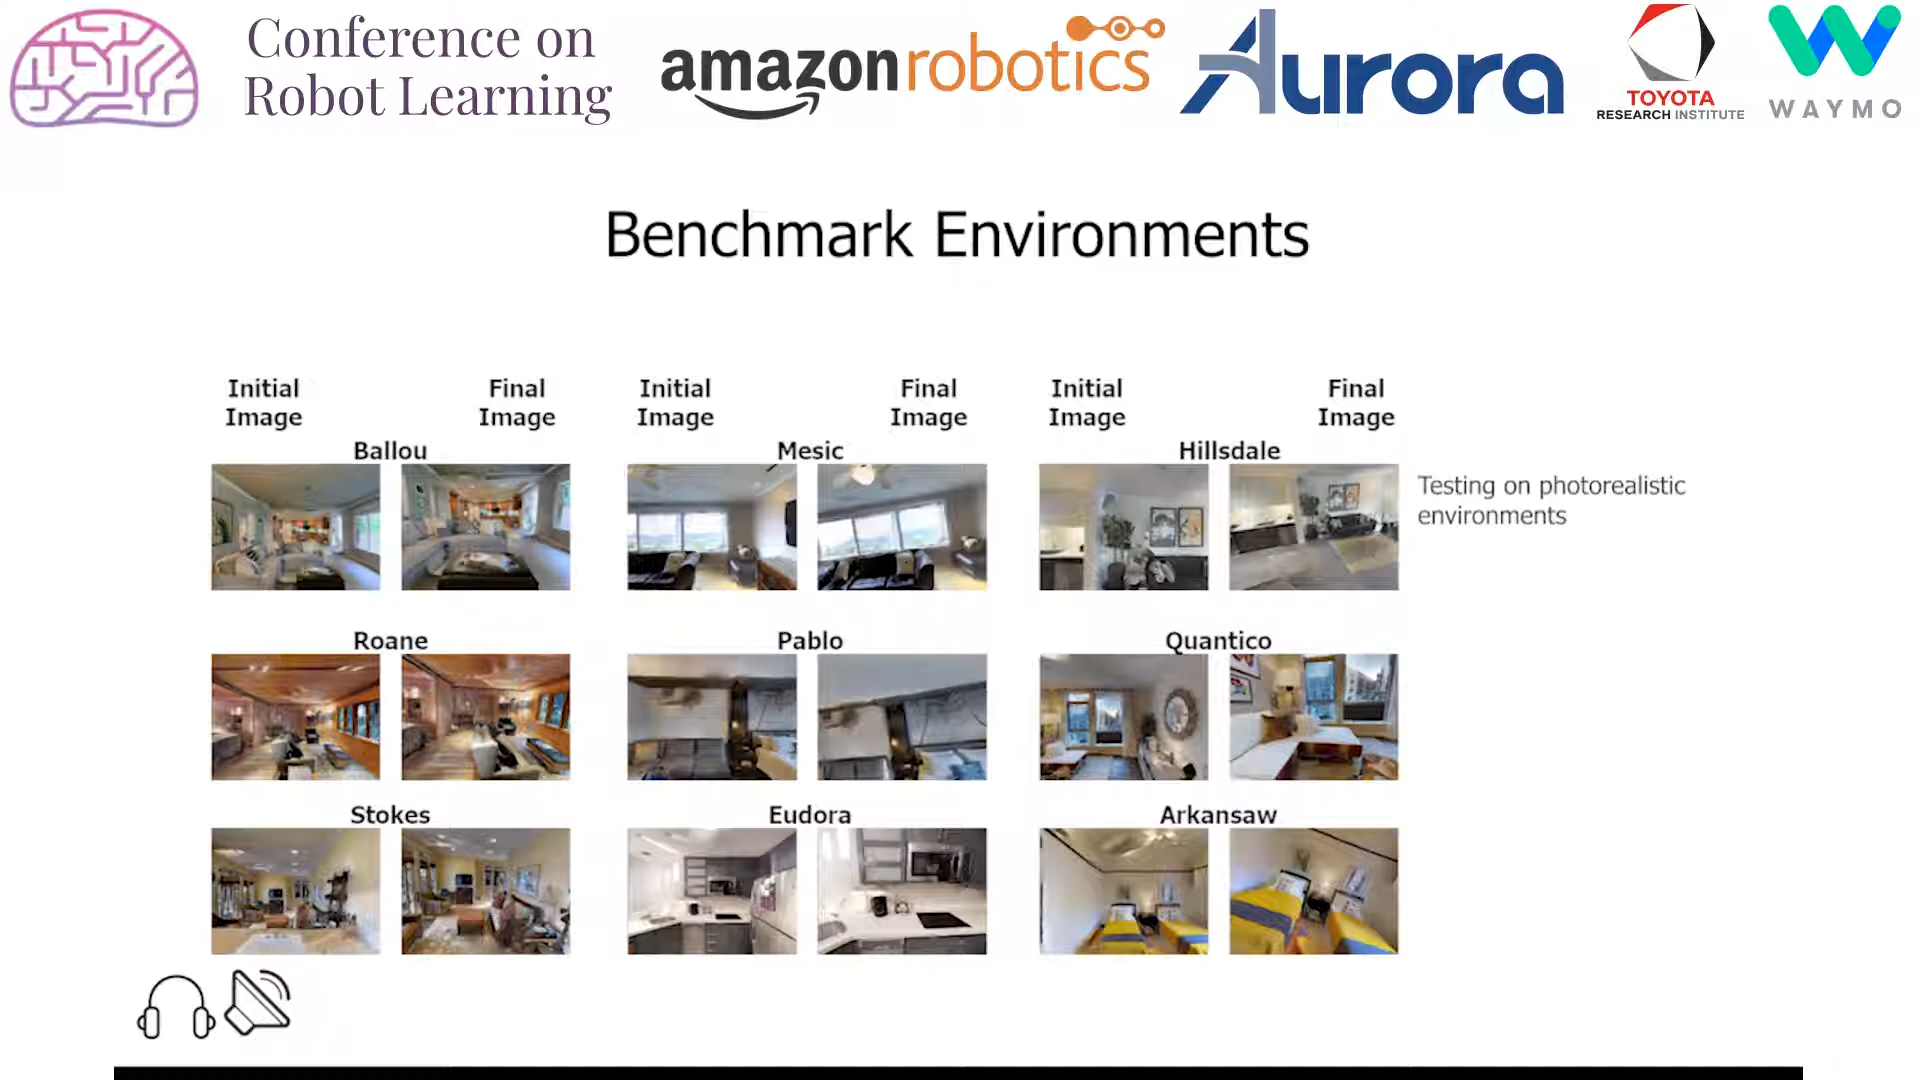 Conference on
Robot Learning
amazon robotics
Aurora
TOYOTA
RESEARCH INSTITUTE
WAYMO
Benchmark Environments
Initial Image
Final Image
Initial Image
Final Image
Initial Image
Final Image
Ballou
Mesic
Hillsdale
Testing on photorealistic
environments
Roane
Pablo
Quantico
Stokes
Eudora
Arkansaw